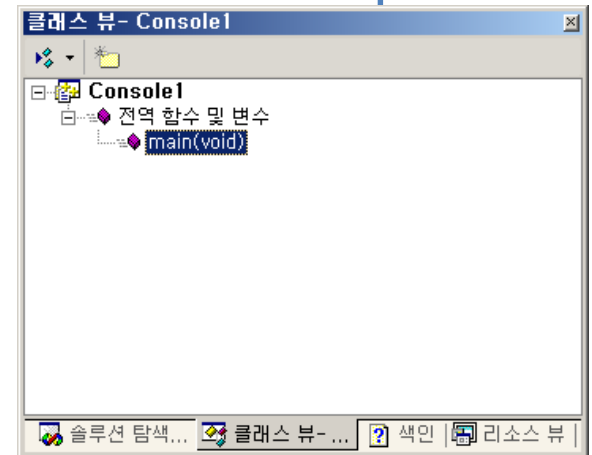 클래스 뷰- Console1
Console1
전역 함수 및 변수
main(void)
솔루션 탐색... 클래스 뷰- ... 색인 리소스 뷰